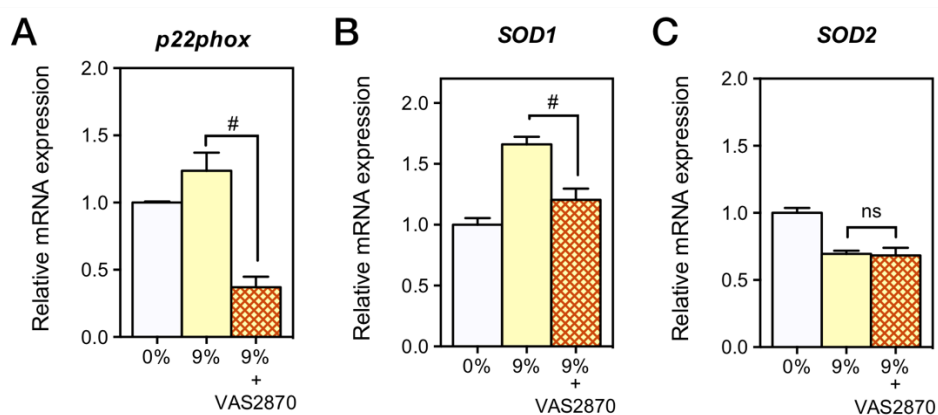 A
p22phox
Relative mRNA expression
2.0
1.5
1.0
0.5
0.0
#
0%
9%
9%
+
VAS2870
B
SOD1
Relative mRNA expression
2.0
1.5
1.0
0.5
0.0
#
0%
9%
9%
+
VAS2870
C
SOD2
Relative mRNA expression
2.0
1.5
1.0
0.5
0.0
ns
0%
9%
9%
+
VAS2870